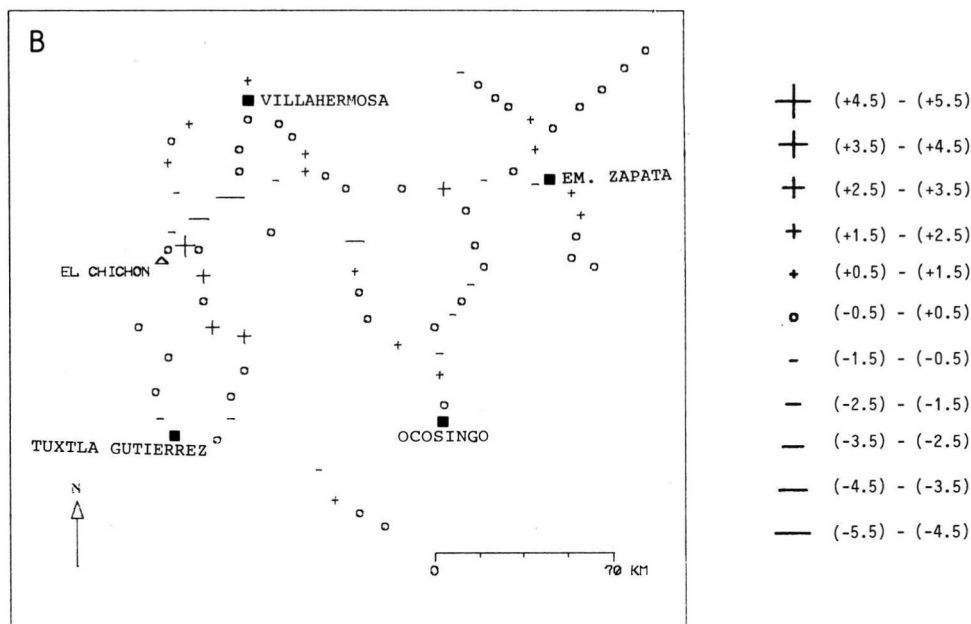 B
VILLAHERMOSA
EM. ZAPATA
EL CHICHON
TUXTLA GUTIERREZ
OCOSINGO
N
0 70 KM
(+4.5) - (+5.5)
(+3.5) - (+4.5)
(+2.5) - (+3.5)
(+1.5) - (+2.5)
(+0.5) - (+1.5)
(-0.5) - (+0.5)
(-1.5) - (-0.5)
(-2.5) - (-1.5)
(-3.5) - (-2.5)
(-4.5) - (-3.5)
(-5.5) - (-4.5)